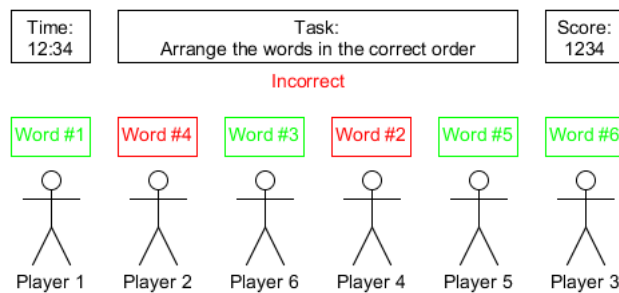 Time:
12:34
Task:
Arrange the words in the correct order
Score:
1234
Incorrect
Word #1 Word #4 Word #3 Word #2 Word #5 Word #6
Player 1 Player 2 Player 6 Player 4 Player 5 Player 3